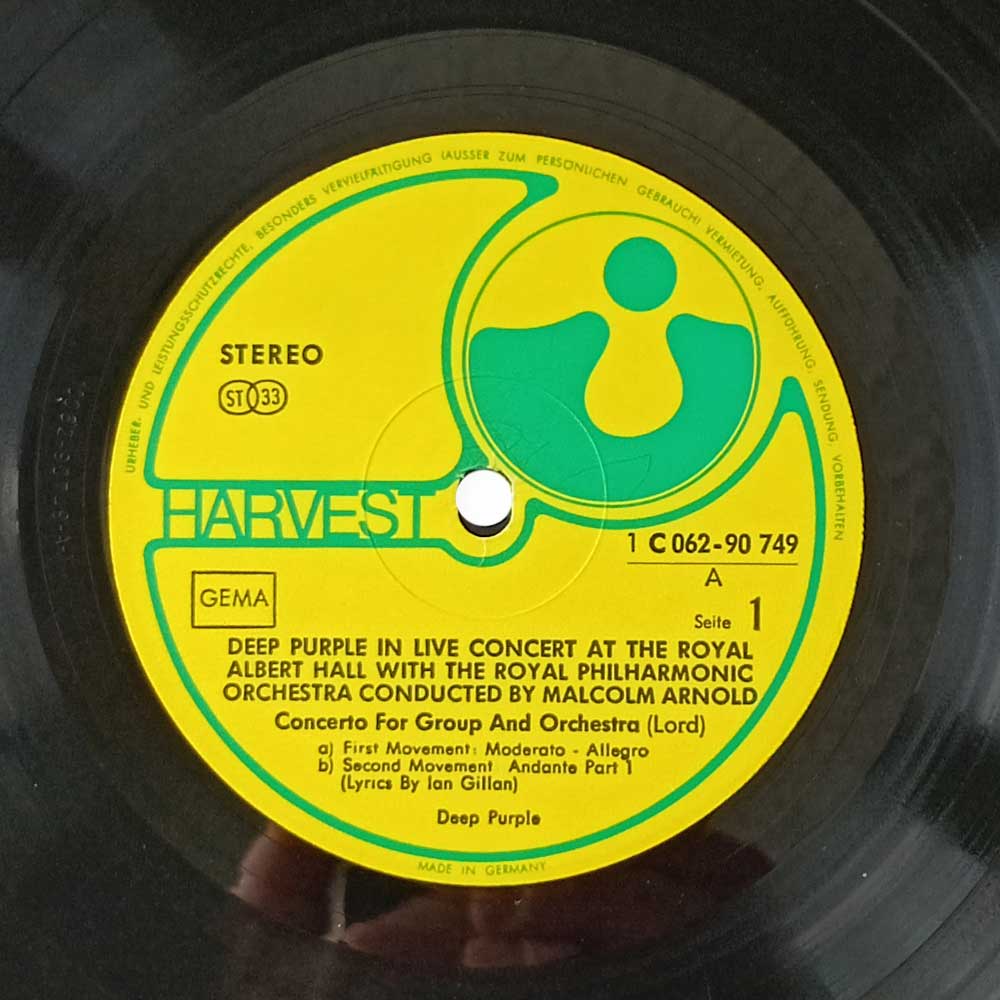 URHEBER- UND LEISTUNGSSCHUTZRECHTE, BESONDERS VERVIELFÄLTIGUNG (AUSSER ZUM PERSÖNLICHEN GEBRAUCH) VERMIETUNG, AUFFÜHRUNG, SENDUNG, VORBEHALTEN
STEREO
ST 33
HARVEST
1 C 062-90 749
A
Seite 1
GEMA
DEEP PURPLE IN LIVE CONCERT AT THE ROYAL
ALBERT HALL WITH THE ROYAL PHILHARMONIC
ORCHESTRA CONDUCTED BY MALCOLM ARNOLD
Concerto For Group And Orchestra (Lord)
a) First Movement: Moderato - Allegro
b) Second Movement Andante Part 1
(Lyrics By Ian Gillan)
Deep Purple
MADE IN GERMANY